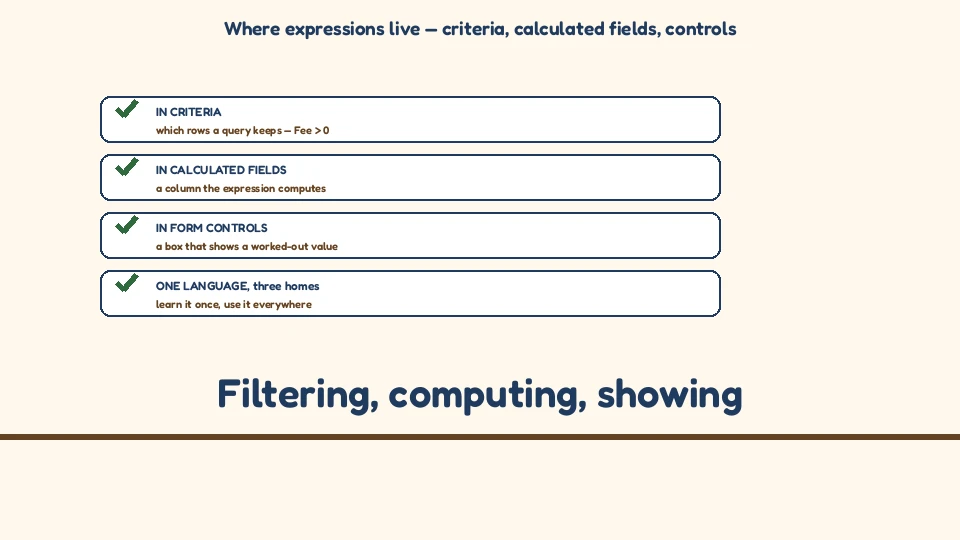 Where expressions live — criteria, calculated fields, controls
IN CRITERIA
which rows a query keeps — Fee > 0
IN CALCULATED FIELDS
a column the expression computes
IN FORM CONTROLS
a box that shows a worked-out value
ONE LANGUAGE, three homes
learn it once, use it everywhere
Filtering, computing, showing